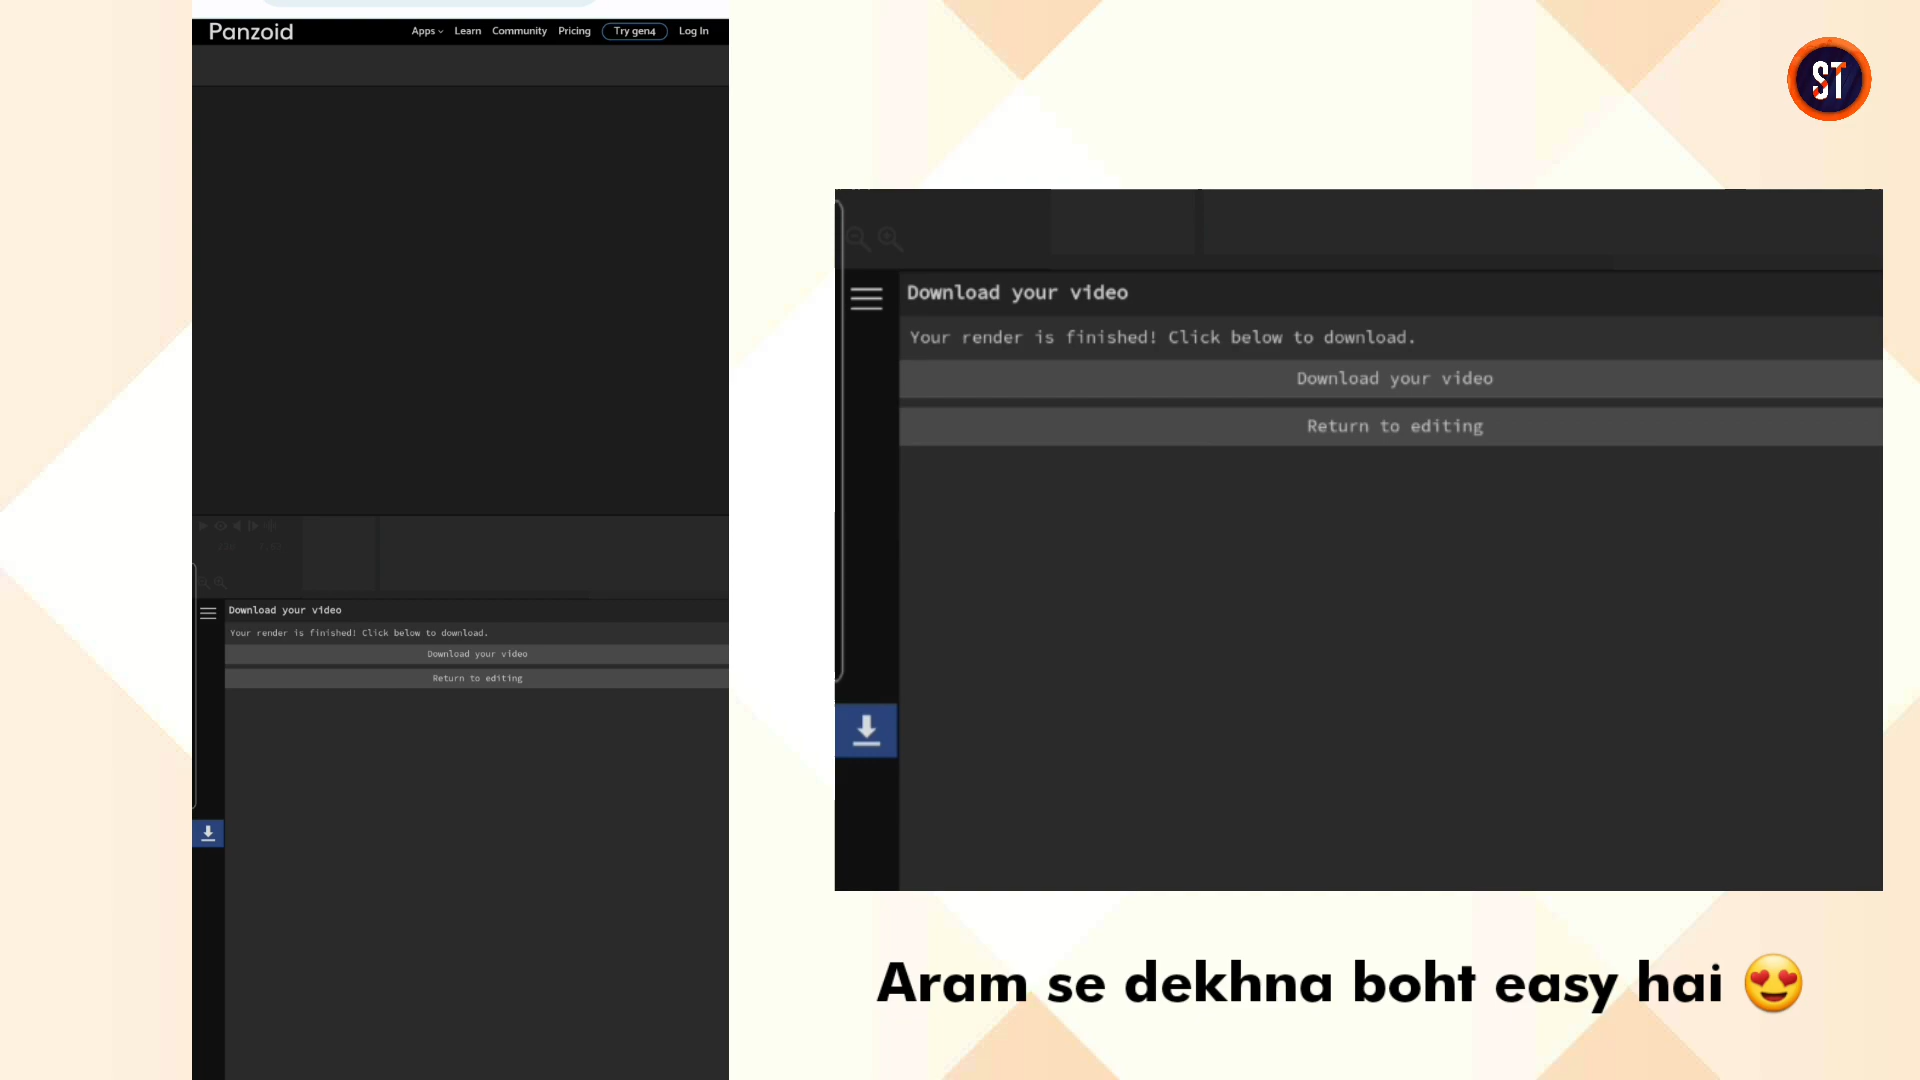 Panzoid
Apps Learn Community Pricing Try gen4 Log In
Download your video
Your render is finished! Click below to download.
Download your video
Return to editing
ST
Download your video
Your render is finished! Click below to download.
Download your video
Return to editing
Aram se dekhna boht easy hai 😍